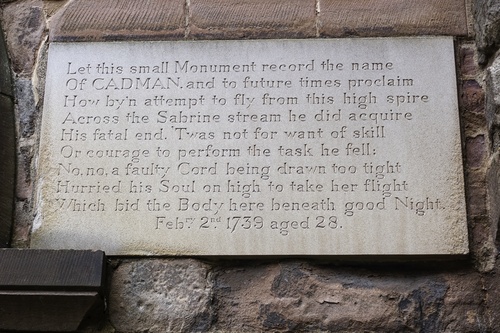 Let this small Monument record the name
Of CADMAN, and to future times proclaim
How by'n attempt to fly from this high spire
Across the Sabrine stream he did acquire
His fatal end. 'Twas not for want of skill
Or courage to perform the task he fell:
No, no, a faulty Cord being drawn too tight
Hurried his Soul on high to take her flight
Which bid the Body here beneath good Night.
Feb.ry 2nd 1739 aged 28.